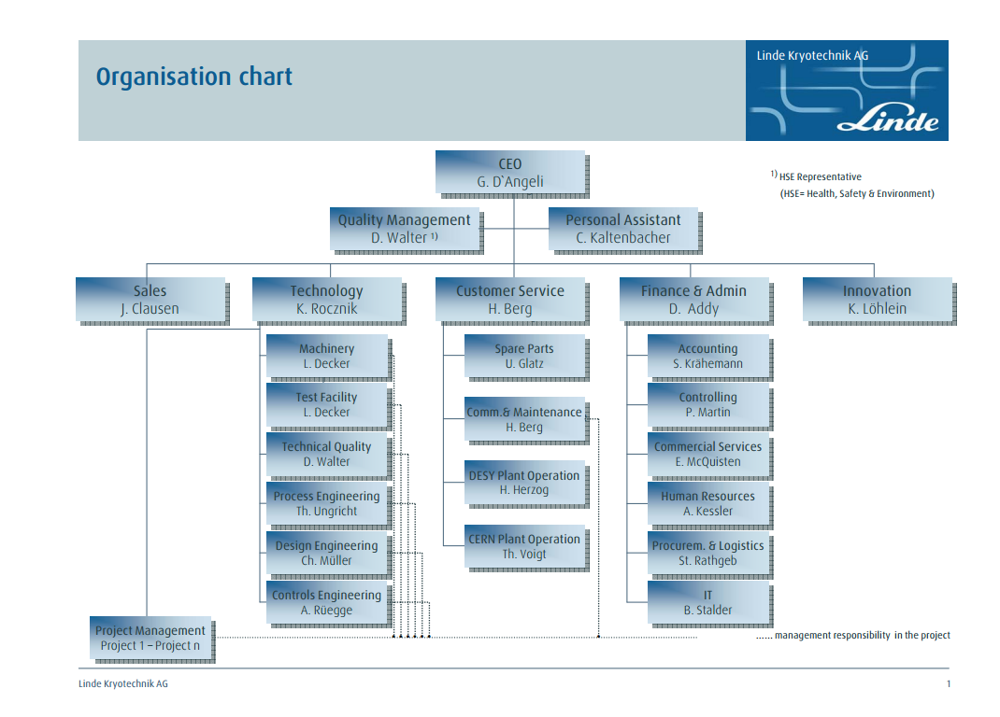 Organisation chart
Linde Kryotechnik AG
Linde
CEO
G. D`Angeli
1) HSE Representative
(HSE= Health, Safety & Environment)
Quality Management
D. Walter 1)
Personal Assistant
C. Kaltenbacher
Sales
J. Clausen
Technology
K. Rocznik
Customer Service
H. Berg
Finance & Admin
D. Addy
Innovation
K. Löhlein
Machinery
L. Decker
Test Facility
L. Decker
Technical Quality
D. Walter
Process Engineering
Th. Ungricht
Design Engineering
Ch. Müller
Controls Engineering
A. Rüegge
Spare Parts
U. Glatz
Comm.& Maintenance
H. Berg
DESY Plant Operation
H. Herzog
CERN Plant Operation
Th. Voigt
Accounting
S. Krähemann
Controlling
P. Martin
Commercial Services
E. McQuisten
Human Resources
A. Kessler
Procurem. & Logistics
St. Rathgeb
IT
B. Stalder
Project Management
Project 1 – Project n
...... management responsibility in the project
Linde Kryotechnik AG
1